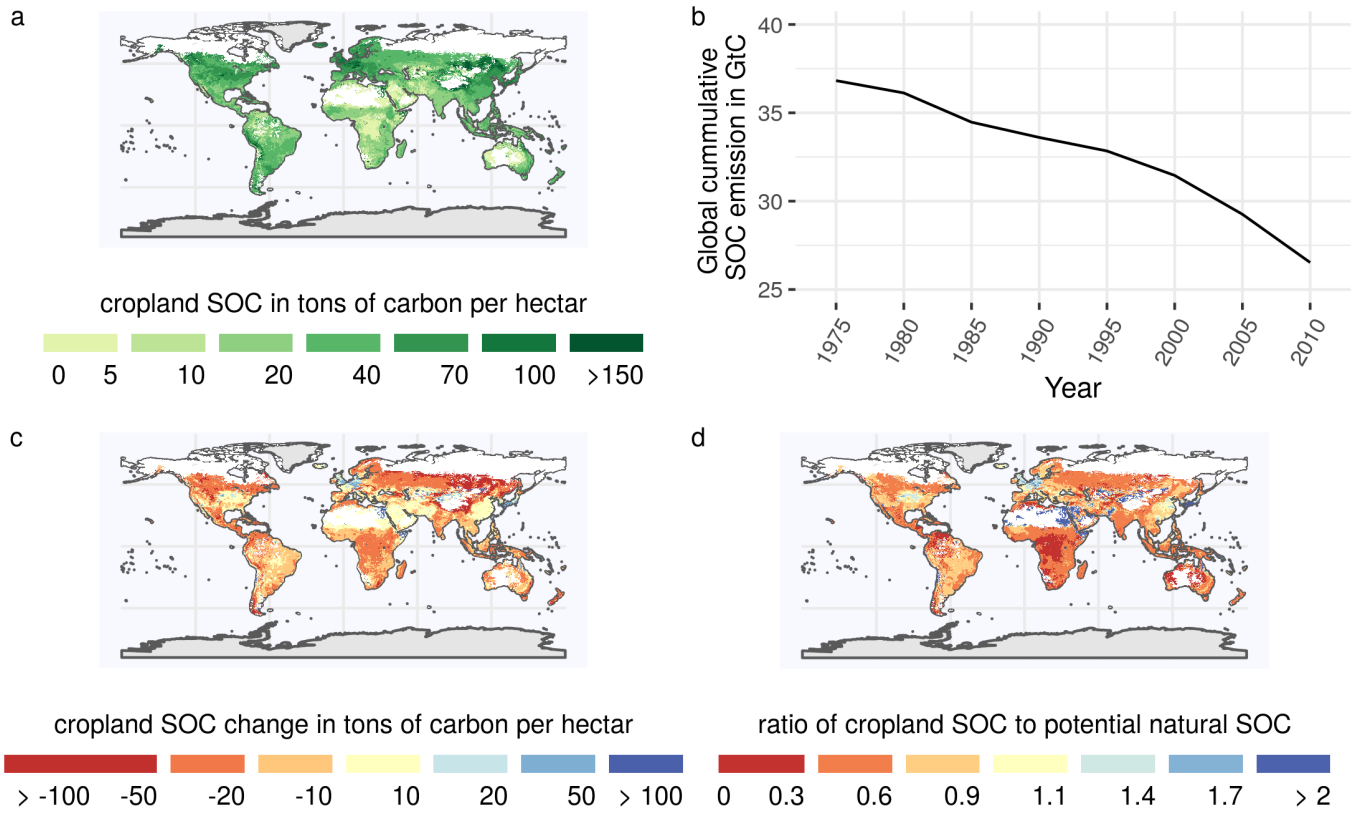 a
cropland SOC in tons of carbon per hectar
0 5 10 20 40 70 100 >150
b
Global cummulative
SOC emission in GtC
40
35
30
25
1975 1980 1985 1990 1995 2000 2005 2010
Year
c
cropland SOC change in tons of carbon per hectar
> -100 -50 -20 -10 10 20 50 > 100
d
ratio of cropland SOC to potential natural SOC
0 0.3 0.6 0.9 1.1 1.4 1.7 > 2